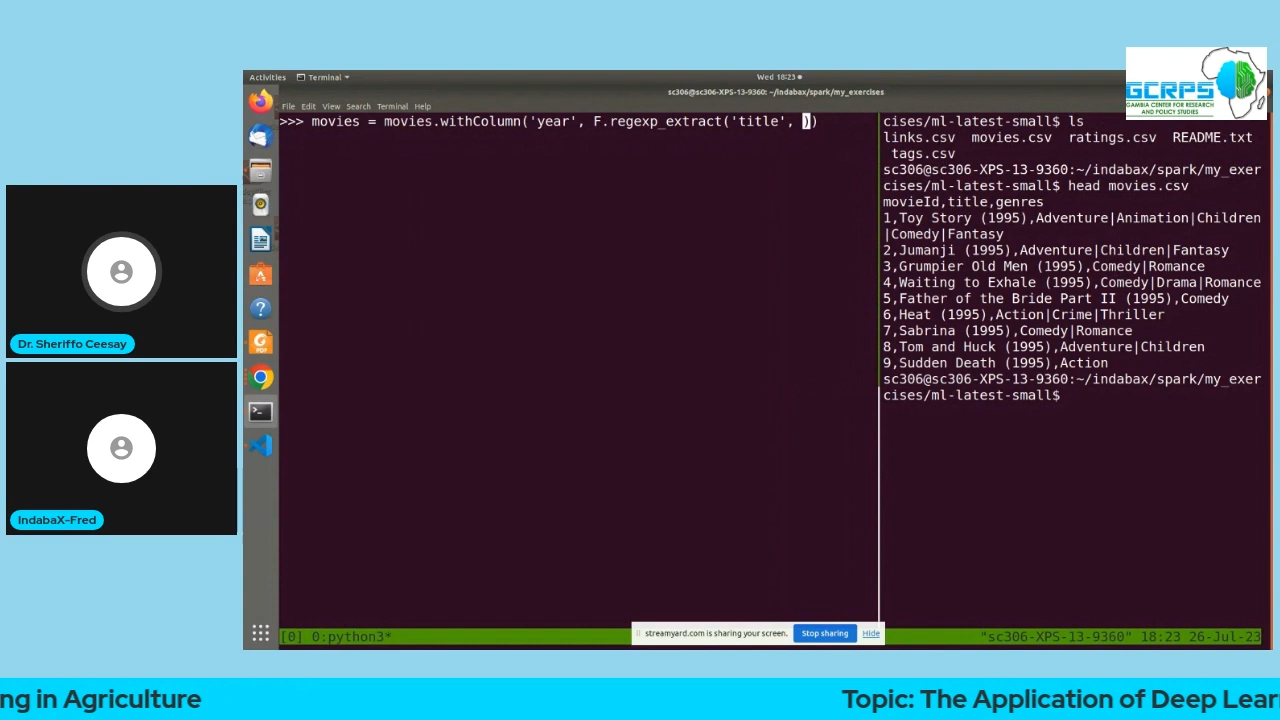 Activities Terminal Wed 18:23
sc306@sc306-XPS-13-9360: ~/indabax/spark/my_exercises
File Edit View Search Terminal Help
GCRPS
GAMBIA CENTER FOR RESEARCH
AND POLICY STUDIES
>>> movies = movies.withColumn('year', F.regexp_extract('title', ))
cises/ml-latest-small$ ls
links.csv movies.csv ratings.csv README.txt
tags.csv
sc306@sc306-XPS-13-9360:~/indabax/spark/my_exer
cises/ml-latest-small$ head movies.csv
movieId,title,genres
1,Toy Story (1995),Adventure|Animation|Children
|Comedy|Fantasy
2,Jumanji (1995),Adventure|Children|Fantasy
3,Grumpier Old Men (1995),Comedy|Romance
4,Waiting to Exhale (1995),Comedy|Drama|Romance
5,Father of the Bride Part II (1995),Comedy
6,Heat (1995),Action|Crime|Thriller
7,Sabrina (1995),Comedy|Romance
8,Tom and Huck (1995),Adventure|Children
9,Sudden Death (1995),Action
sc306@sc306-XPS-13-9360:~/indabax/spark/my_exer
cises/ml-latest-small$
Dr. Sheriffo Ceesay
IndabaX-Fred
PDF
[0] 0:python3*
streamyard.com is sharing your screen. Stop sharing Hide
"sc306-XPS-13-9360" 18:23 26-Jul-23
ng in Agriculture
Topic: The Application of Deep Lear